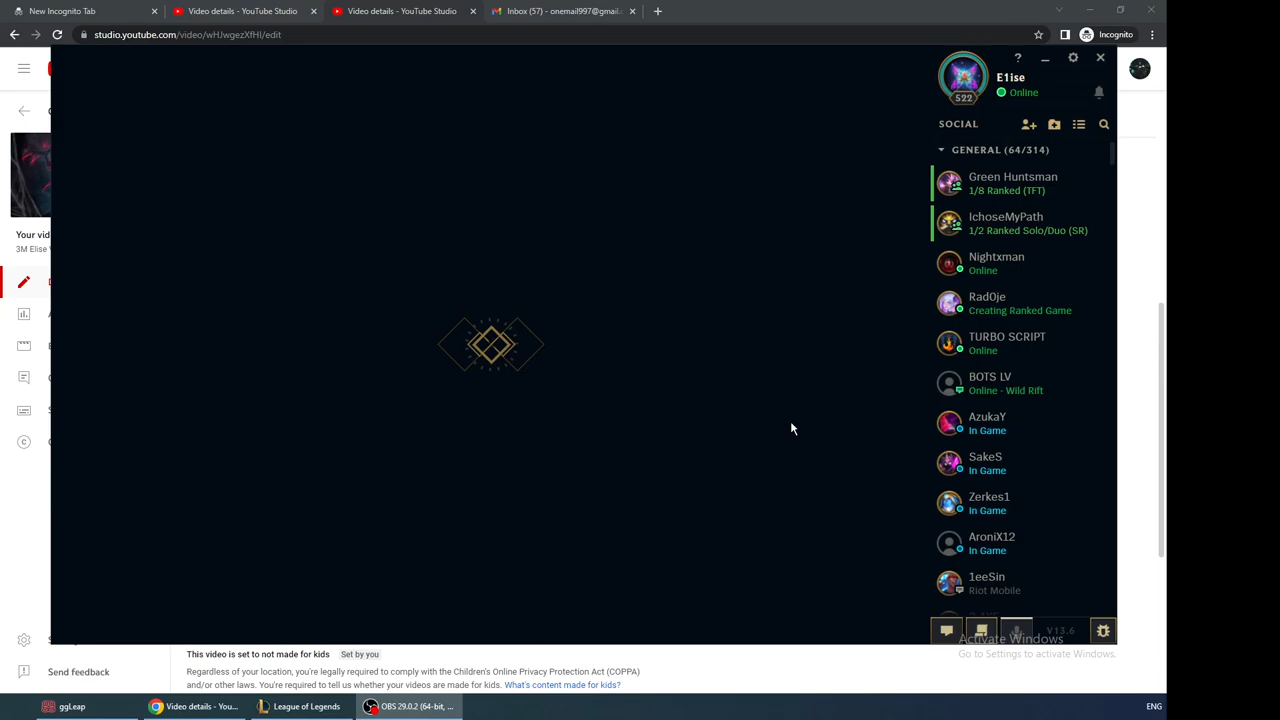 New Incognito Tab
Video details - YouTube Studio
Video details - YouTube Studio
Inbox (57) - onemail997@gmail.
studio.youtube.com/video/wHJwgezXfHI/edit
Incognito
522
E1ise
Online
SOCIAL
GENERAL (64/314)
Green Huntsman
1/8 Ranked (TFT)
IchoseMyPath
1/2 Ranked Solo/Duo (SR)
Nightxman
Online
Rad0je
Creating Ranked Game
TURBO SCRIPT
Online
BOTS LV
Online - Wild Rift
AzukaY
In Game
SakeS
In Game
Zerkes1
In Game
AroniX12
In Game
1eeSin
Riot Mobile
V13.6
Your vid
3M Elise
Activate Windows
Go to Settings to activate Windows.
This video is set to not made for kids
Set by you
Send feedback
Regardless of your location, you're legally required to comply with the Children's Online Privacy Protection Act (COPPA)
and/or other laws. You're required to tell us whether your videos are made for kids. What's content made for kids?
ggLeap
Video details - You...
League of Legends
OBS 29.0.2 (64-bit, ...
ENG